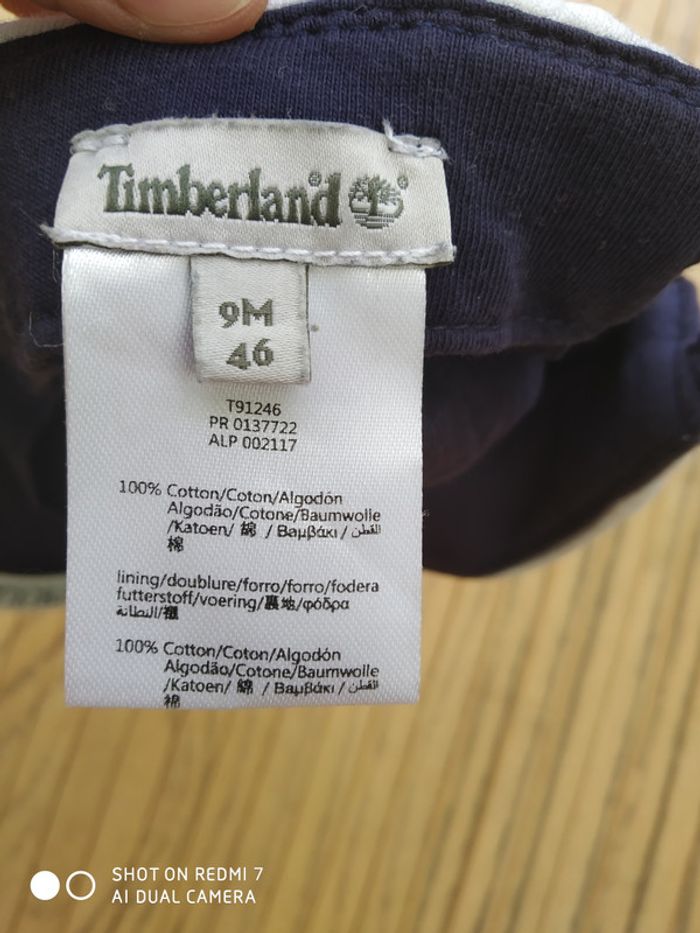 Timberland®
®
9M
46
T91246
PR 0137722
ALP 002117
100% Cotton/Coton/Algodón
Algodão/Cotone/Baumwolle
/Katoen/ 綿 / Βαμβάκι / القطن
棉
lining/doublure/forro/forro/fodera
futterstoff/voering/裏地/φόδρα
البطانة/
100% Cotton/Coton/Algodón
Algodão/Cotone/Baumwolle
/Katoen/ 綿 / Βαμβάκι / القطن
棉
SHOT ON REDMI 7
AI DUAL CAMERA